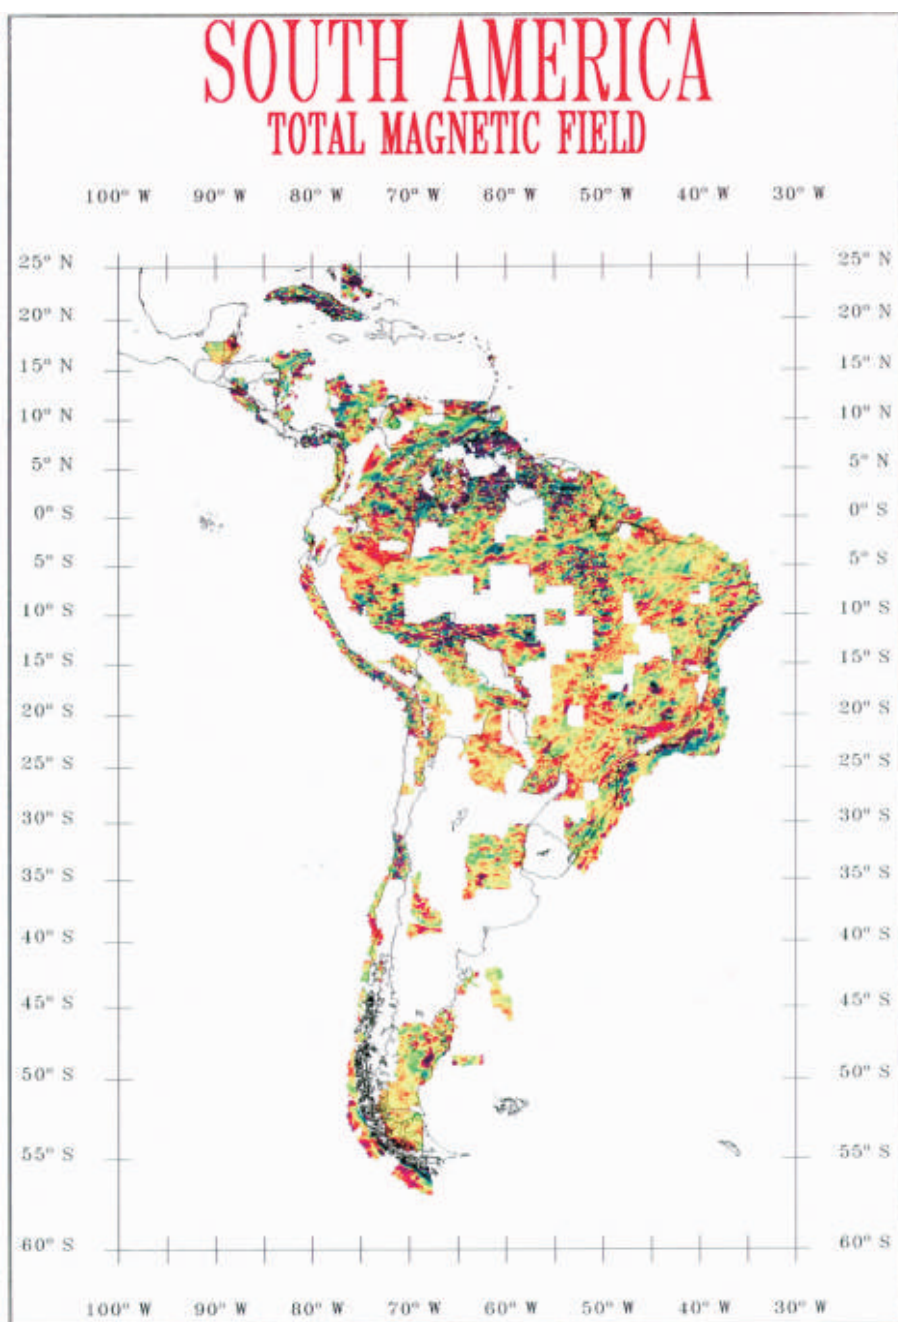 SOUTH AMERICA
TOTAL MAGNETIC FIELD
100° W 90° W 80° W 70° W 60° W 50° W 40° W 30° W
25° N 25° N
20° N 20° N
15° N 15° N
10° N 10° N
5° N 5° N
0° S 0° S
5° S 5° S
10° S 10° S
15° S 15° S
20° S 20° S
25° S 25° S
30° S 30° S
35° S 35° S
40° S 40° S
45° S 45° S
50° S 50° S
55° S 55° S
60° S 60° S
100° W 90° W 80° W 70° W 60° W 50° W 40° W 30° W